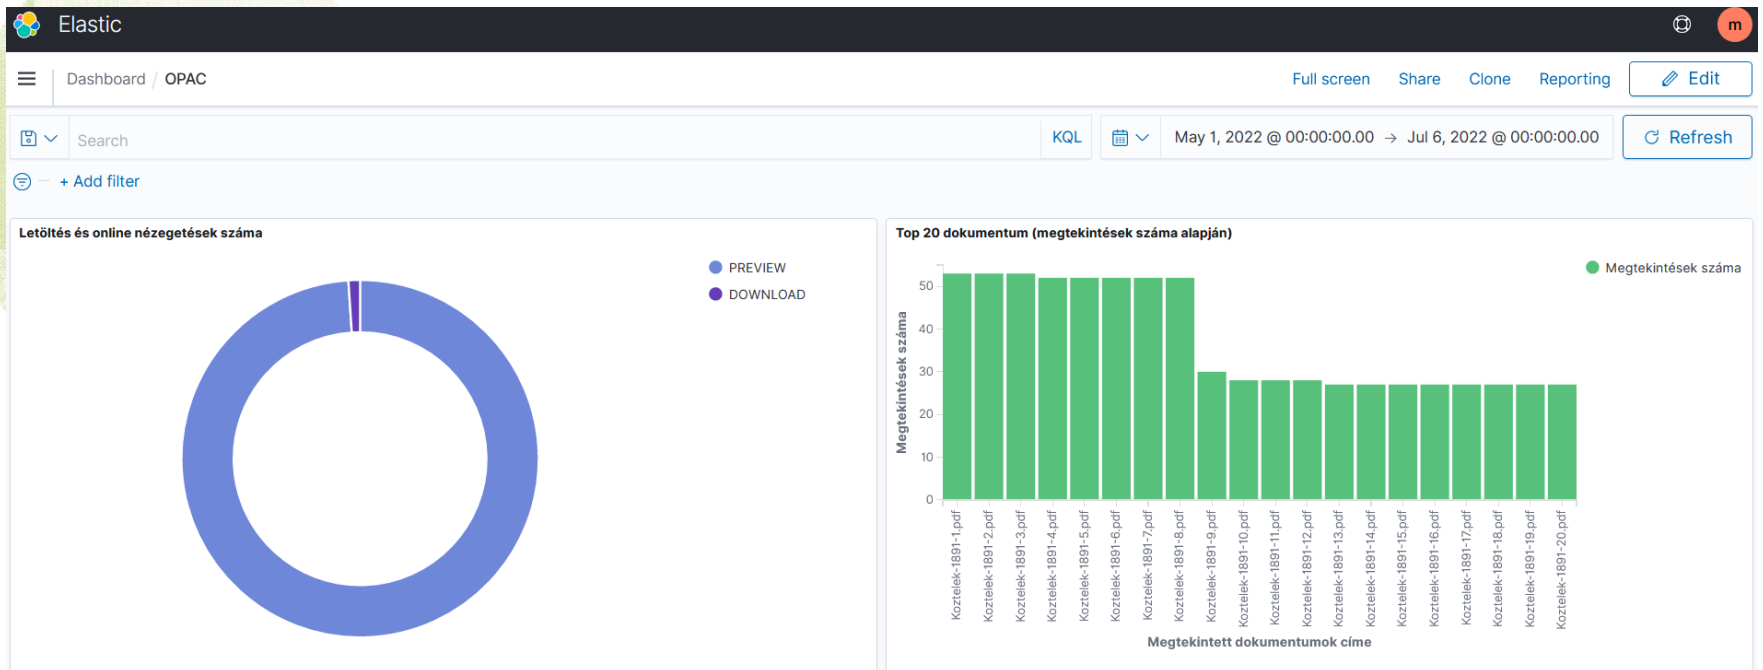 Elastic
m
Dashboard / OPAC
Full screen
Share
Clone
Reporting
Edit
Search
KQL
May 1, 2022 @ 00:00:00.00 → Jul 6, 2022 @ 00:00:00.00
Refresh
+ Add filter
Letöltés és online nézegetések száma
PREVIEW
DOWNLOAD
Top 20 dokumentum (megtekintések száma alapján)
Megtekintések száma
Megtekintések száma
50
40
30
20
10
0
Koztelek-1891-1.pdf
Koztelek-1891-2.pdf
Koztelek-1891-3.pdf
Koztelek-1891-4.pdf
Koztelek-1891-5.pdf
Koztelek-1891-6.pdf
Koztelek-1891-7.pdf
Koztelek-1891-8.pdf
Koztelek-1891-9.pdf
Koztelek-1891-10.pdf
Koztelek-1891-11.pdf
Koztelek-1891-12.pdf
Koztelek-1891-13.pdf
Koztelek-1891-14.pdf
Koztelek-1891-15.pdf
Koztelek-1891-16.pdf
Koztelek-1891-17.pdf
Koztelek-1891-18.pdf
Koztelek-1891-19.pdf
Koztelek-1891-20.pdf
Megtekintett dokumentumok címe